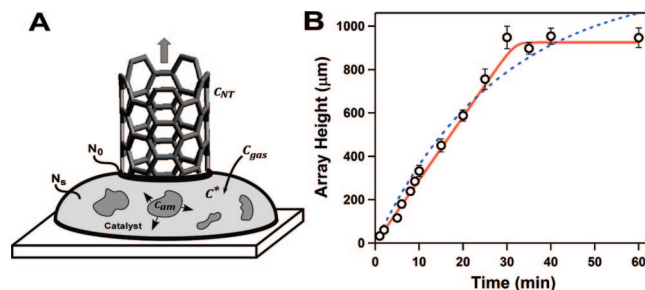 A
C_NT
N_0
C_gas
N_s
C*
C_am
Catalyst
B
1000
800
600
400
200
0
Array Height (μm)
0 10 20 30 40 50 60
Time (min)